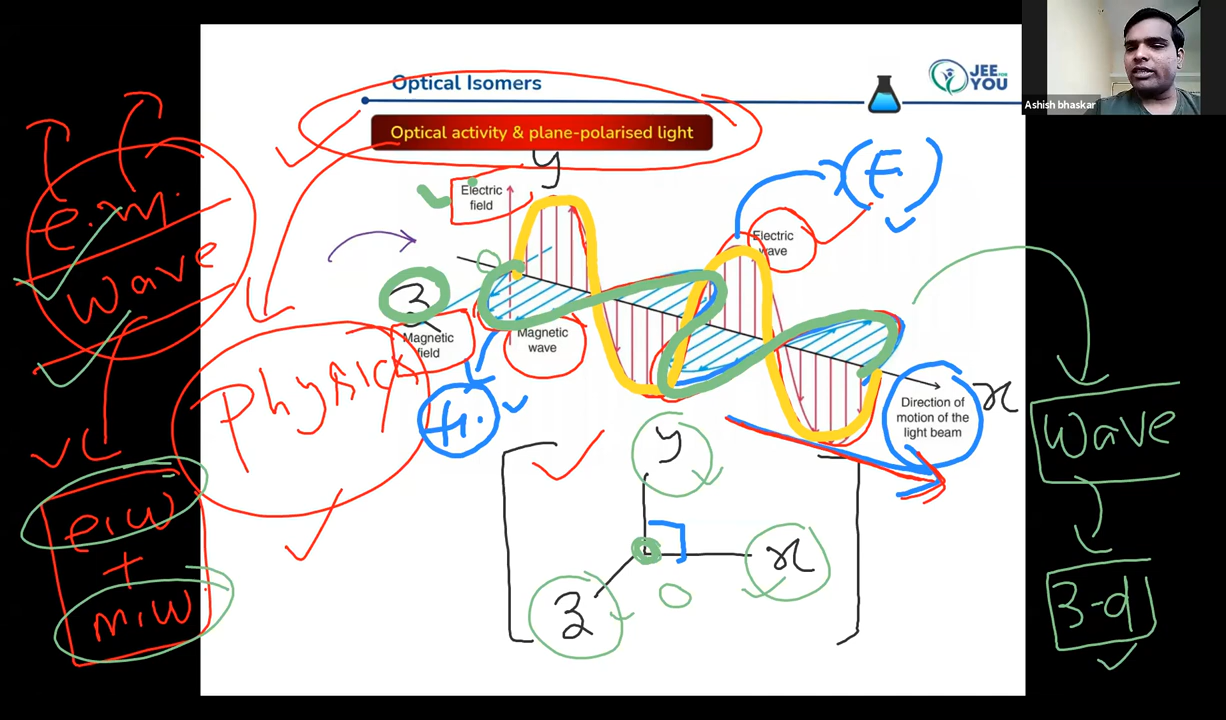 Optical Isomers
JEE
FOR
YOU
Ashish bhaskar
Optical activity & plane-polarised light
y
Electric
field
E.
Electric
wave
e.m.
wave
z
Magnetic
field
Magnetic
wave
Direction of
motion of the
light beam
x
Physics
wave
y
e.w
+
m.w
x
O
z
3-d